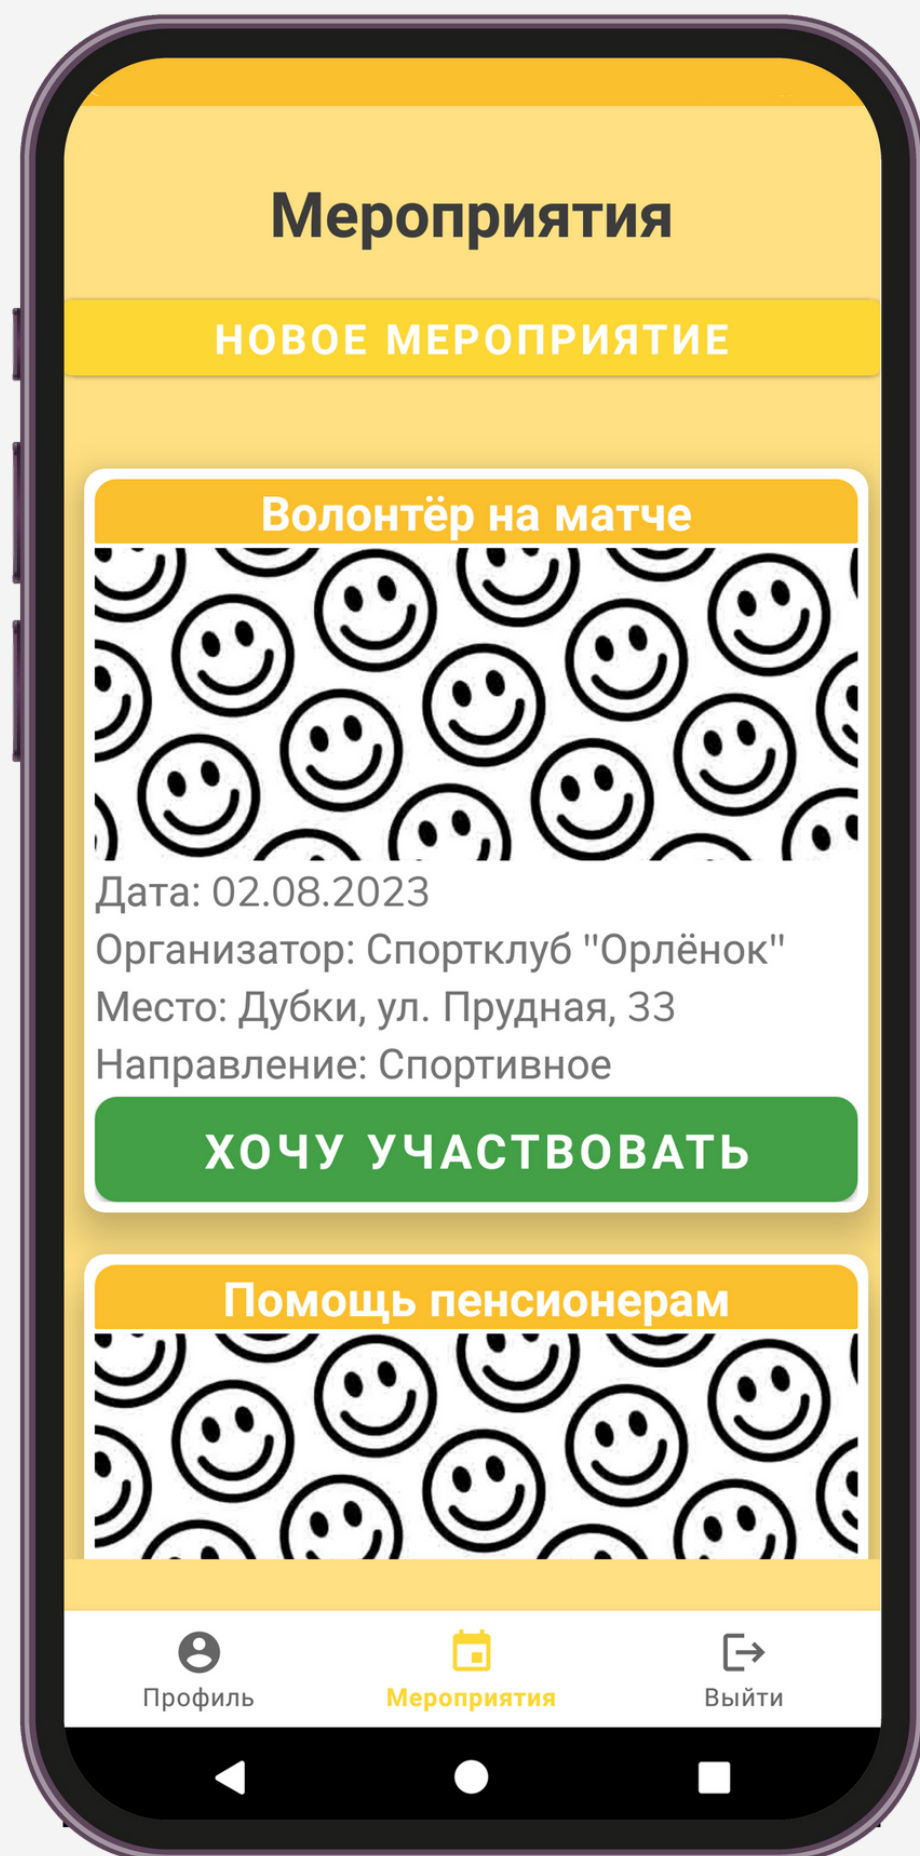 Мероприятия
НОВОЕ МЕРОПРИЯТИЕ
Волонтёр на матче
Дата: 02.08.2023
Организатор: Спортклуб "Орлёнок"
Место: Дубки, ул. Прудная, 33
Направление: Спортивное
ХОЧУ УЧАСТВОВАТЬ
Помощь пенсионерам
Профиль
Мероприятия
Выйти